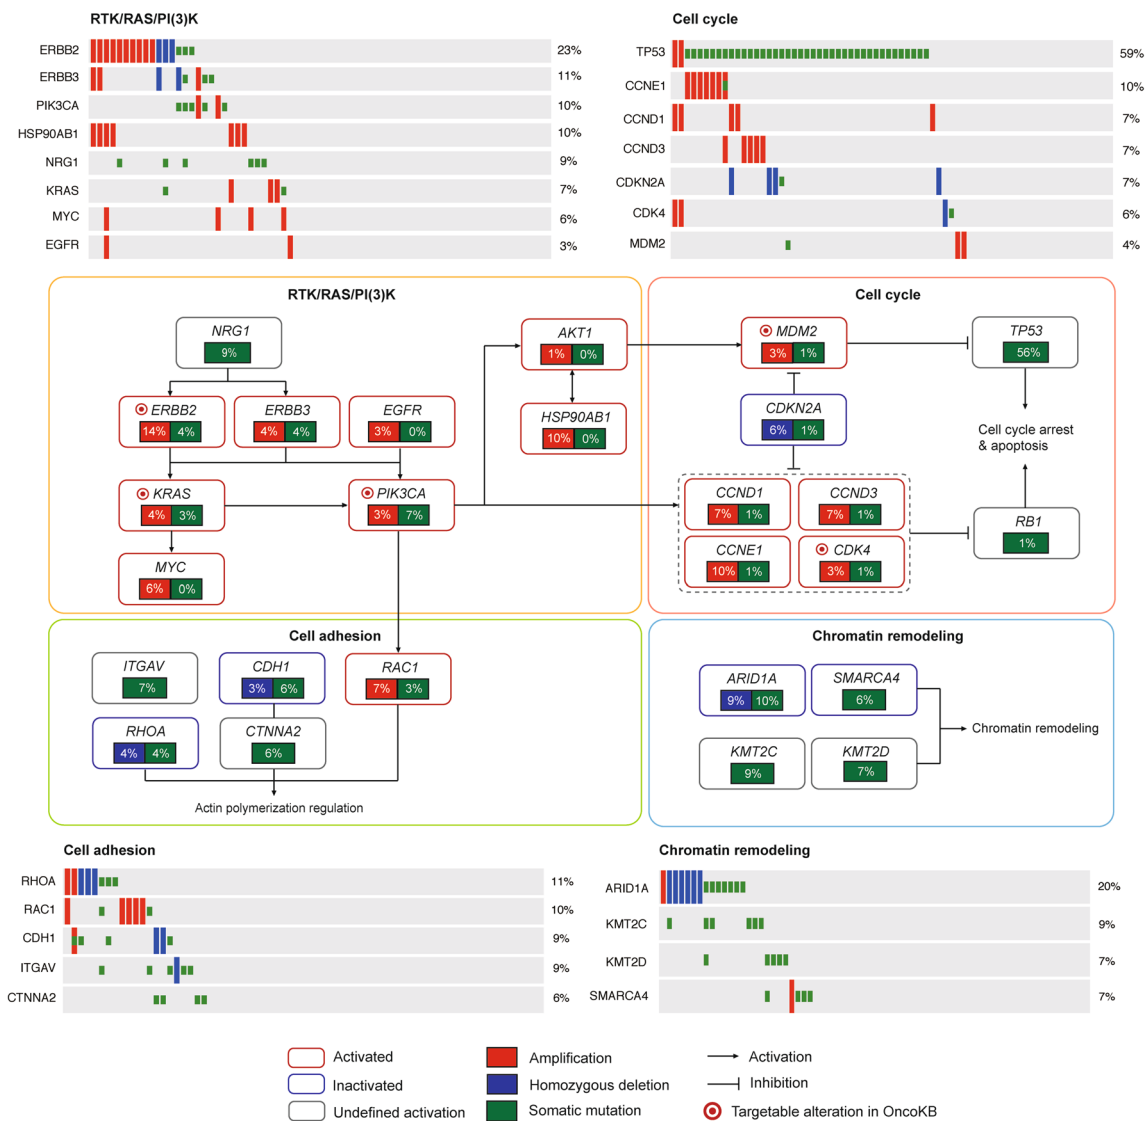 RTK/RAS/PI(3)K
ERBB2 23%
ERBB3 11%
PIK3CA 10%
HSP90AB1 10%
NRG1 9%
KRAS 7%
MYC 6%
EGFR 3%
Cell cycle
TP53 59%
CCNE1 10%
CCND1 7%
CCND3 7%
CDKN2A 7%
CDK4 6%
MDM2 4%
RTK/RAS/PI(3)K
NRG1
9%
ERBB2
14% 4%
ERBB3
4% 4%
EGFR
3% 0%
KRAS
4% 3%
PIK3CA
3% 7%
MYC
6% 0%
AKT1
1% 0%
HSP90AB1
10% 0%
Cell cycle
MDM2
3% 1%
TP53
56%
CDKN2A
6% 1%
Cell cycle arrest
& apoptosis
CCND1
7% 1%
CCND3
7% 1%
CCNE1
10% 1%
CDK4
3% 1%
RB1
1%
Cell adhesion
ITGAV
7%
CDH1
3% 6%
RAC1
7% 3%
RHOA
4% 4%
CTNNA2
6%
Actin polymerization regulation
Chromatin remodeling
ARID1A
9% 10%
SMARCA4
6%
KMT2C
9%
KMT2D
7%
Chromatin remodeling
Cell adhesion
RHOA 11%
RAC1 10%
CDH1 9%
ITGAV 9%
CTNNA2 6%
Chromatin remodeling
ARID1A 20%
KMT2C 9%
KMT2D 7%
SMARCA4 7%
Activated
Inactivated
Undefined activation
Amplification
Homozygous deletion
Somatic mutation
Activation
Inhibition
Targetable alteration in OncoKB